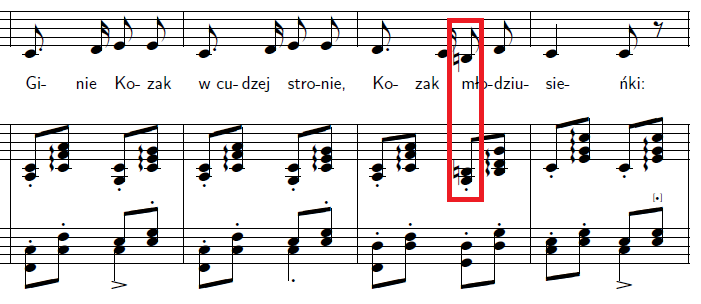 Gi- nie Ko- zak w cu- dzej stro- nie, Ko- zak mło- dziu- sie- ńki: